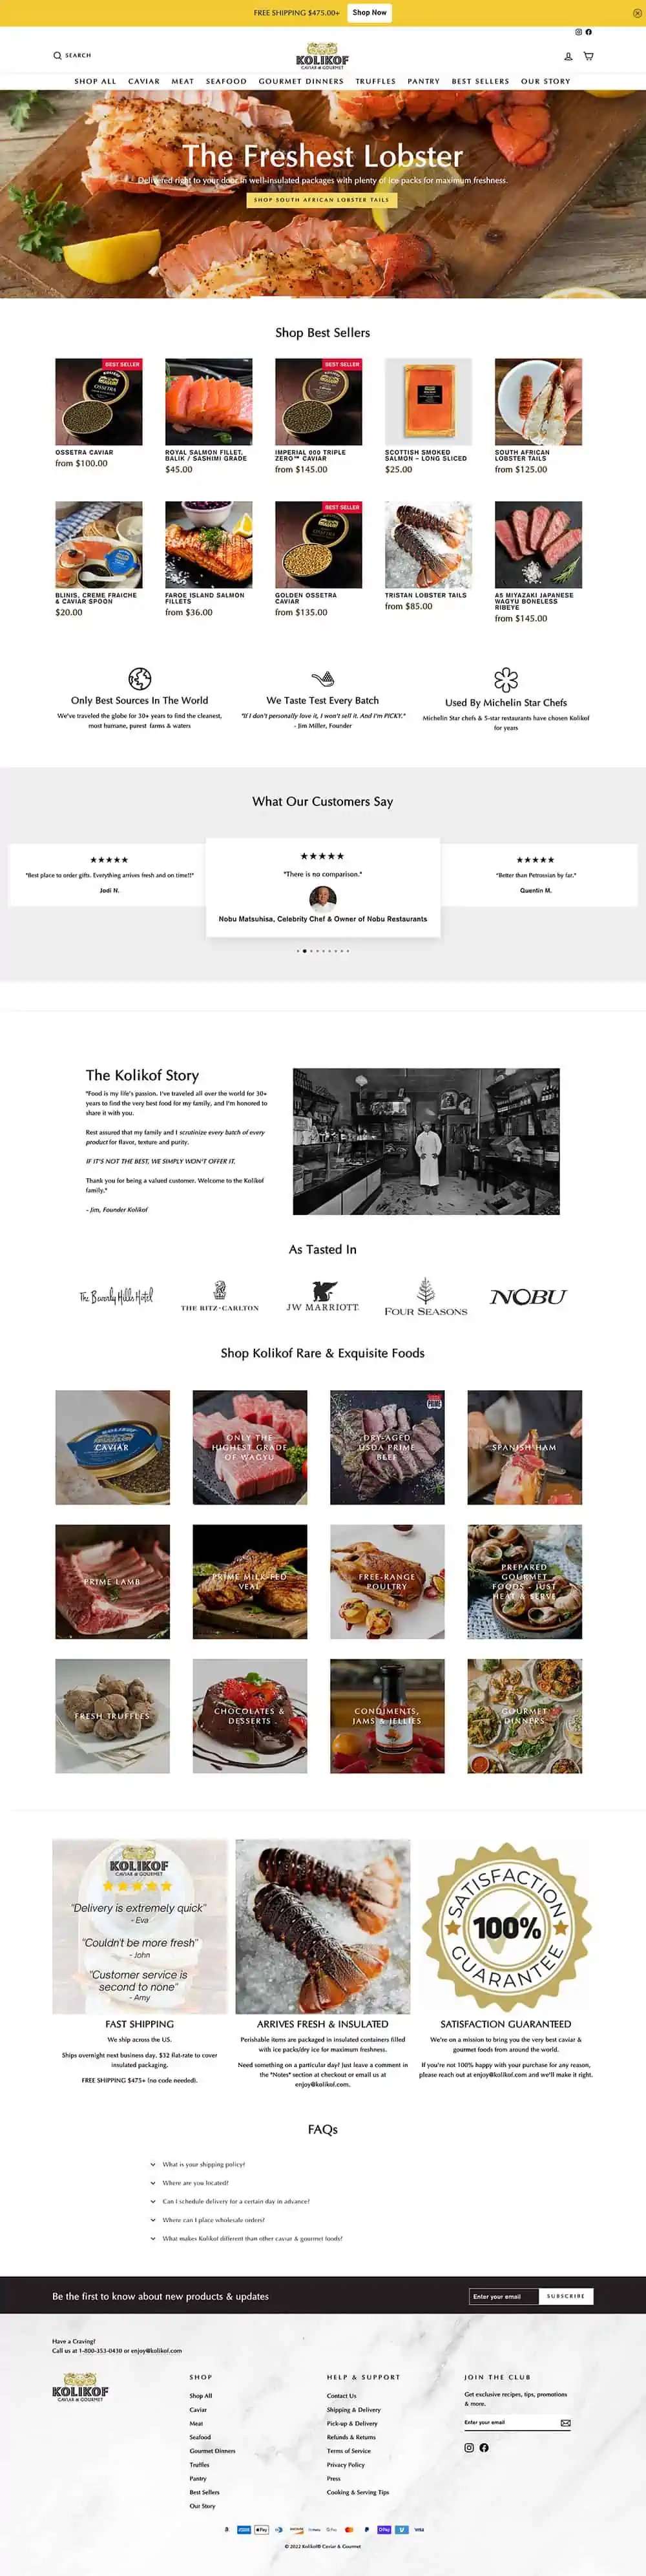 FREE SHIPPING $475.00+ Shop Now
SEARCH
KOLIKOF
CAVIAR & GOURMET
SHOP ALL CAVIAR MEAT SEAFOOD GOURMET DINNERS TRUFFLES PANTRY BEST SELLERS OUR STORY
The Freshest Lobster
Delivered right to your door in well-insulated packages with plenty of ice packs for maximum freshness.
SHOP SOUTH AFRICAN LOBSTER TAILS
Shop Best Sellers
BEST SELLER
OSSETRA CAVIAR
from $100.00
ROYAL SALMON FILLET,
BALIK / SASHIMI GRADE
$45.00
BEST SELLER
IMPERIAL 000 TRIPLE
ZERO™ CAVIAR
from $145.00
SCOTTISH SMOKED
SALMON – LONG SLICED
$25.00
SOUTH AFRICAN
LOBSTER TAILS
from $125.00
BLINIS, CREME FRAICHE
& CAVIAR SPOON
$20.00
FAROE ISLAND SALMON
FILLETS
from $36.00
BEST SELLER
GOLDEN OSSETRA
CAVIAR
from $135.00
TRISTAN LOBSTER TAILS
from $85.00
A5 MIYAZAKI JAPANESE
WAGYU BONELESS
RIBEYE
from $145.00
Only Best Sources In The World
We've traveled the globe for 30+ years to find the cleanest,
most humane, purest farms & waters
We Taste Test Every Batch
"If I don't personally love it, I won't sell it. And I'm PICKY."
- Jim Miller, Founder
Used By Michelin Star Chefs
Michelin Star chefs & 5-star restaurants have chosen Kolikof
for years
What Our Customers Say
★★★★★
"Best place to order gifts. Everything arrives fresh and on time!!"
Jodi N.
★★★★★
"There is no comparison."
Nobu Matsuhisa, Celebrity Chef & Owner of Nobu Restaurants
★★★★★
"Better than Petrossian by far."
Quentin M.
The Kolikof Story
"Food is my life's passion. I've traveled all over the world for 30+
years to find the very best food for my family, and I'm honored to
share it with you.
Rest assured that my family and I scrutinize every batch of every
product for flavor, texture and purity.
IF IT'S NOT THE BEST, WE SIMPLY WON'T OFFER IT.
Thank you for being a valued customer. Welcome to the Kolikof
family."
- Jim, Founder Kolikof
As Tasted In
The Beverly Hills Hotel
THE RITZ-CARLTON
JW MARRIOTT
FOUR SEASONS
NOBU
Shop Kolikof Rare & Exquisite Foods
CAVIAR
ONLY THE
HIGHEST GRADE
OF WAGYU
DRY-AGED
USDA PRIME
BEEF
SPANISH HAM
PRIME LAMB
PRIME MILK-FED
VEAL
FREE-RANGE
POULTRY
PREPARED
GOURMET
FOODS - JUST
HEAT & SERVE
FRESH TRUFFLES
CHOCOLATES &
DESSERTS
CONDIMENTS,
JAMS & JELLIES
GOURMET
DINNERS
KOLIKOF
CAVIAR & GOURMET
"Delivery is extremely quick"
- Eva
"Couldn't be more fresh"
- John
"Customer service is
second to none"
- Amy
FAST SHIPPING
We ship across the US.
Ships overnight next business day, $32 flat-rate to cover
insulated packaging.
FREE SHIPPING $475+ (no code needed).
ARRIVES FRESH & INSULATED
Perishable items are packaged in insulated containers filled
with ice packs/dry ice for maximum freshness.
Need something on a particular day? Just leave a comment in
the "Notes" section at checkout or email us at
enjoy@kolikof.com.
SATISFACTION
100%
GUARANTEE
SATISFACTION GUARANTEED
We're on a mission to bring you the very best caviar &
gourmet foods from around the world.
If you're not 100% happy with your purchase for any reason,
please reach out at enjoy@kolikof.com and we'll make it right.
FAQs
What is your shipping policy?
Where are you located?
Can I schedule delivery for a certain day in advance?
Where can I place wholesale orders?
What makes Kolikof different than other caviar & gourmet foods?
Be the first to know about new products & updates
Enter your email SUBSCRIBE
Have a Craving?
Call us at 1-800-353-0430 or enjoy@kolikof.com
KOLIKOF
CAVIAR & GOURMET
SHOP
Shop All
Caviar
Meat
Seafood
Gourmet Dinners
Truffles
Pantry
Best Sellers
Our Story
HELP & SUPPORT
Contact Us
Shipping & Delivery
Pick-up & Delivery
Refunds & Returns
Terms of Service
Privacy Policy
Press
Cooking & Serving Tips
JOIN THE CLUB
Get exclusive recipes, tips, promotions
& more.
Enter your email
© 2022 Kolikof® Caviar & Gourmet